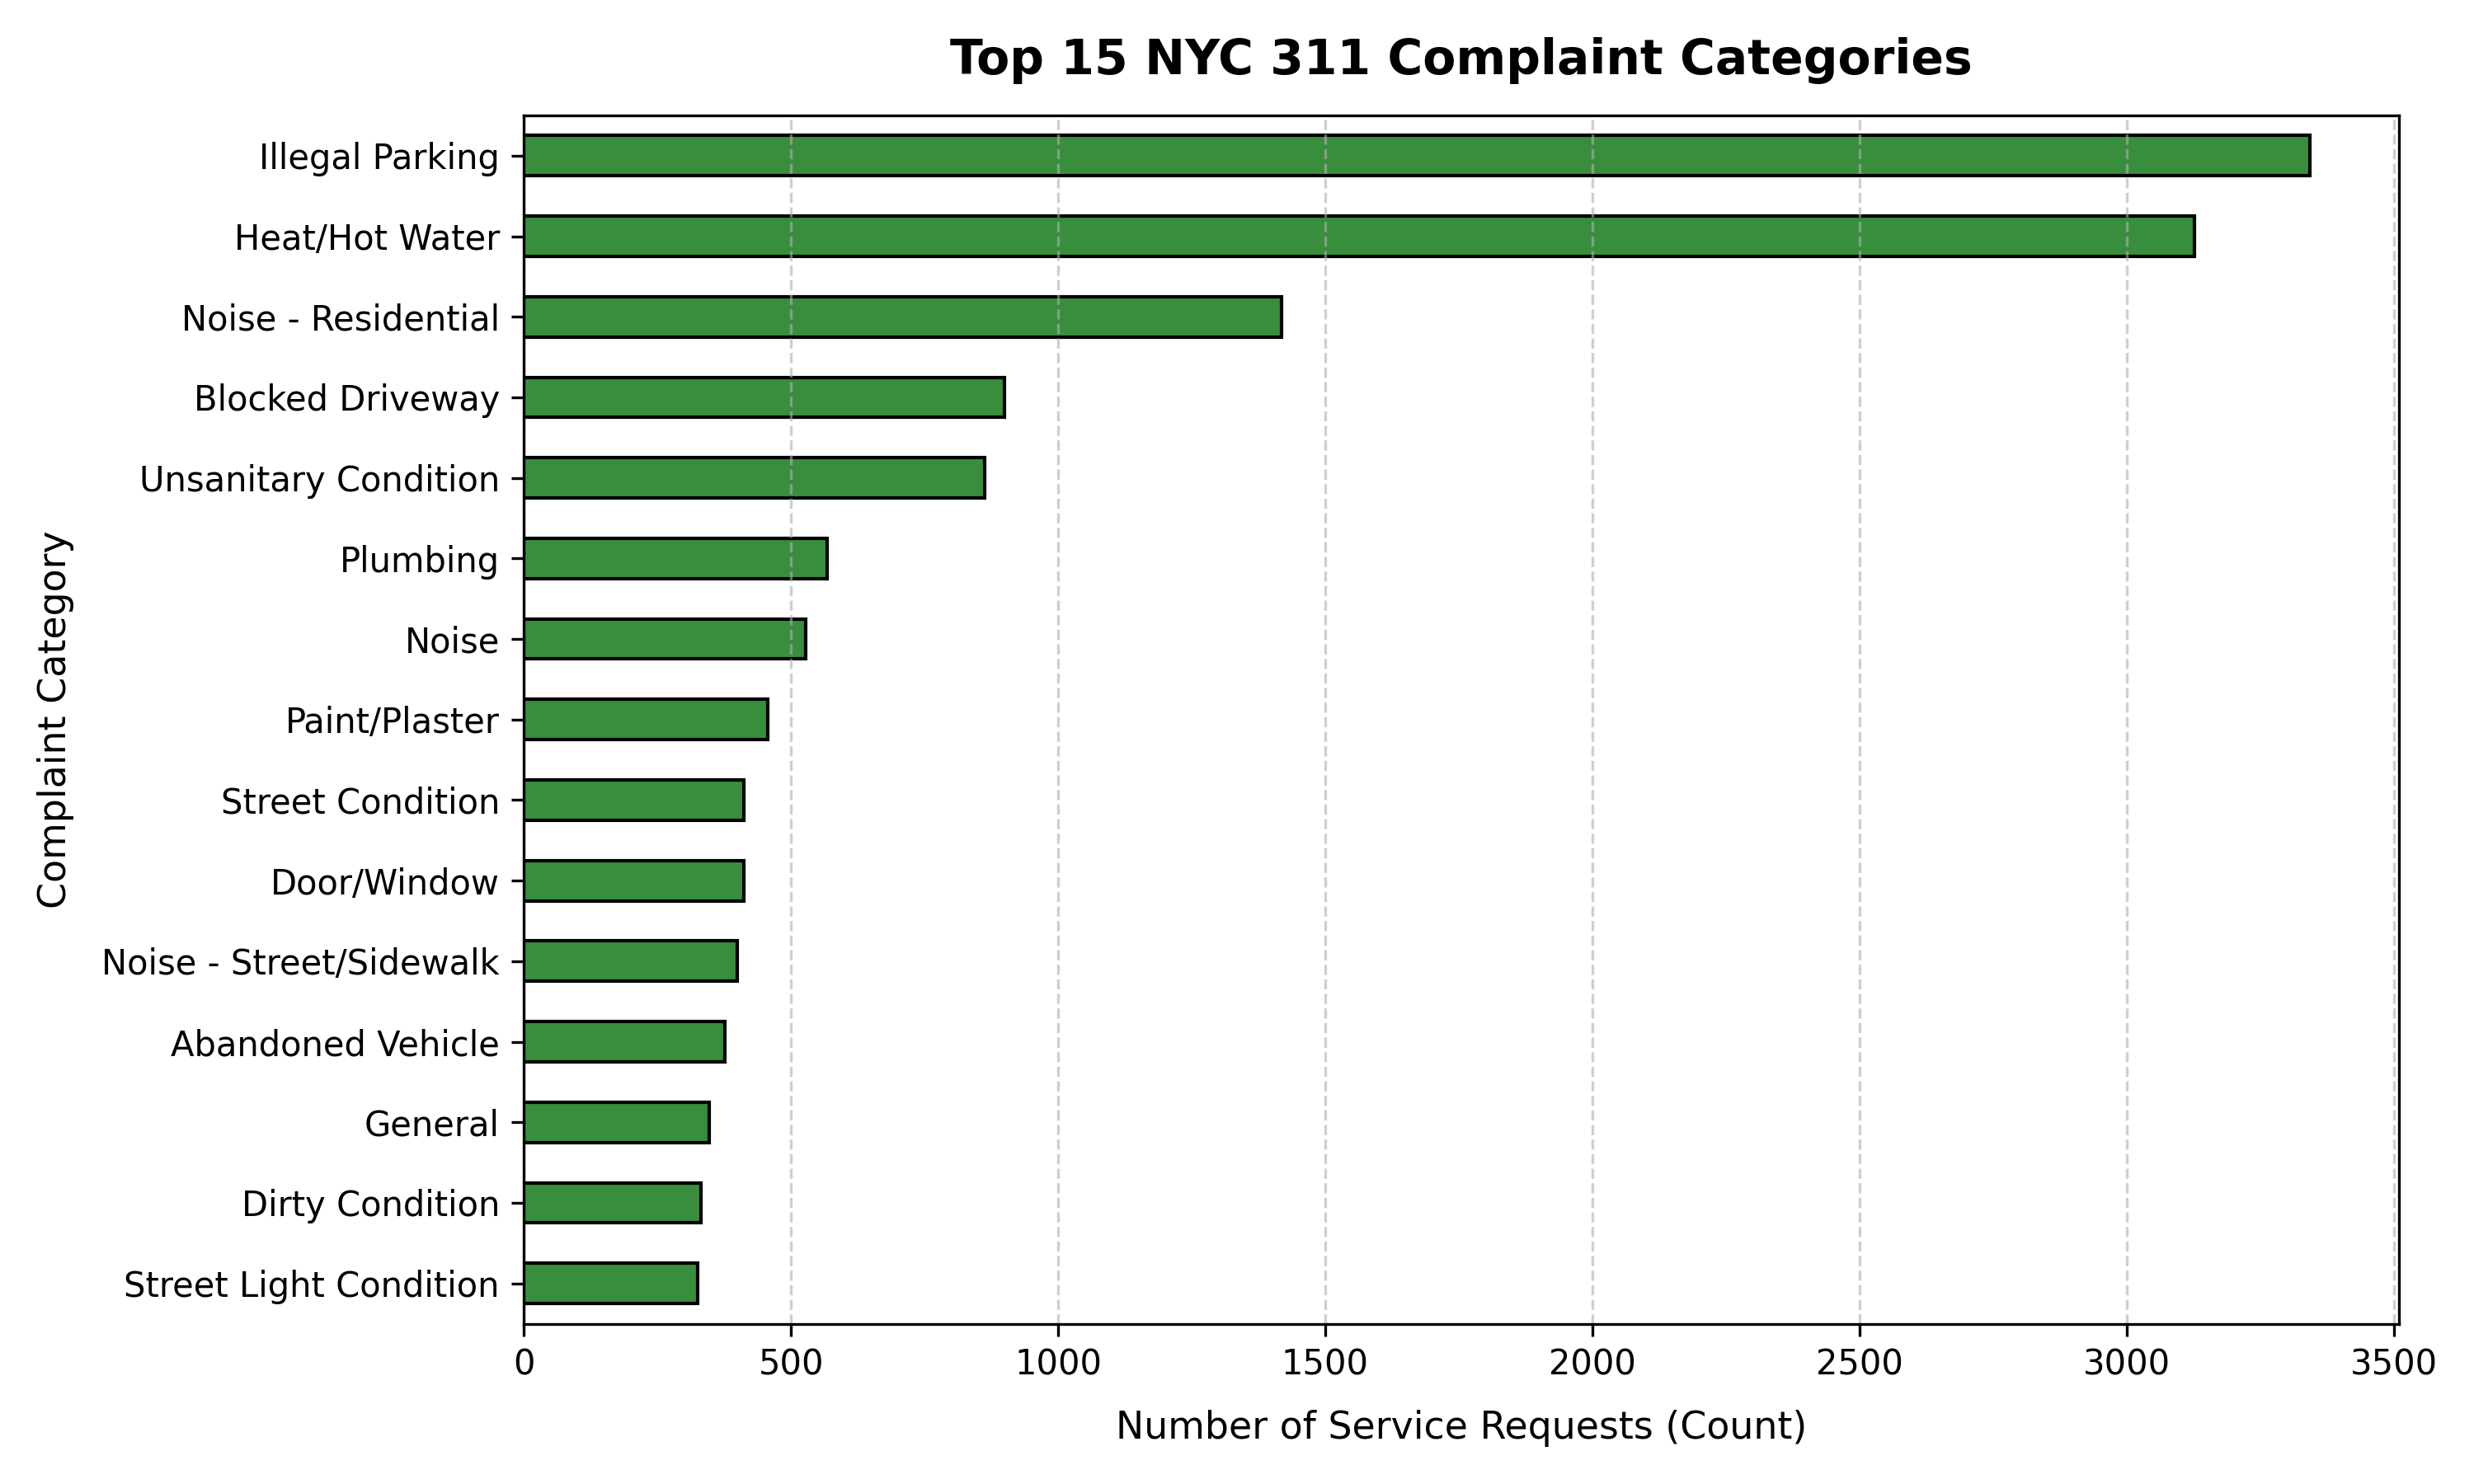 Top 15 NYC 311 Complaint Categories
Complaint Category
Illegal Parking
Heat/Hot Water
Noise - Residential
Blocked Driveway
Unsanitary Condition
Plumbing
Noise
Paint/Plaster
Street Condition
Door/Window
Noise - Street/Sidewalk
Abandoned Vehicle
General
Dirty Condition
Street Light Condition
0 500 1000 1500 2000 2500 3000 3500
Number of Service Requests (Count)